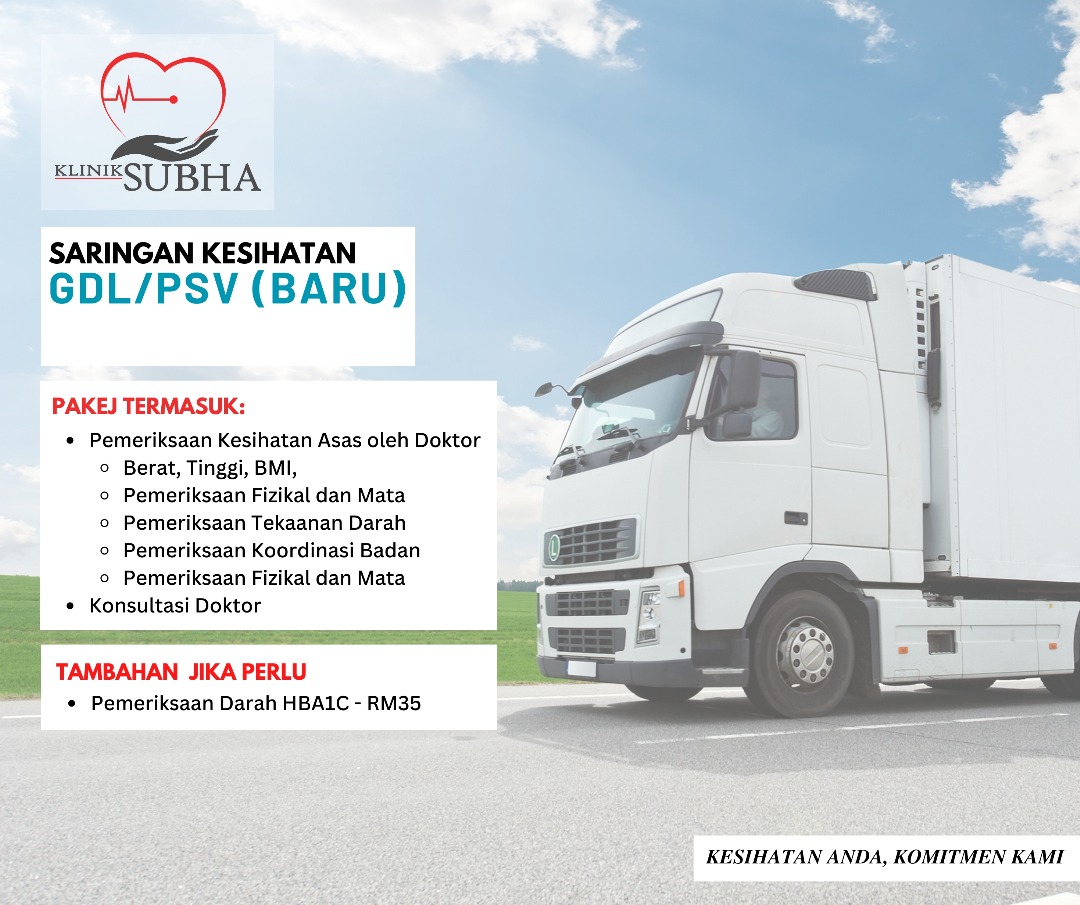 KLINIK SUBHA
SARINGAN KESIHATAN
GDL/PSV (BARU)
PAKEJ TERMASUK:
• Pemeriksaan Kesihatan Asas oleh Doktor
◦ Berat, Tinggi, BMI,
◦ Pemeriksaan Fizikal dan Mata
◦ Pemeriksaan Tekaanan Darah
◦ Pemeriksaan Koordinasi Badan
◦ Pemeriksaan Fizikal dan Mata
• Konsultasi Doktor
TAMBAHAN JIKA PERLU
• Pemeriksaan Darah HBA1C - RM35
L
KESIHATAN ANDA, KOMITMEN KAMI